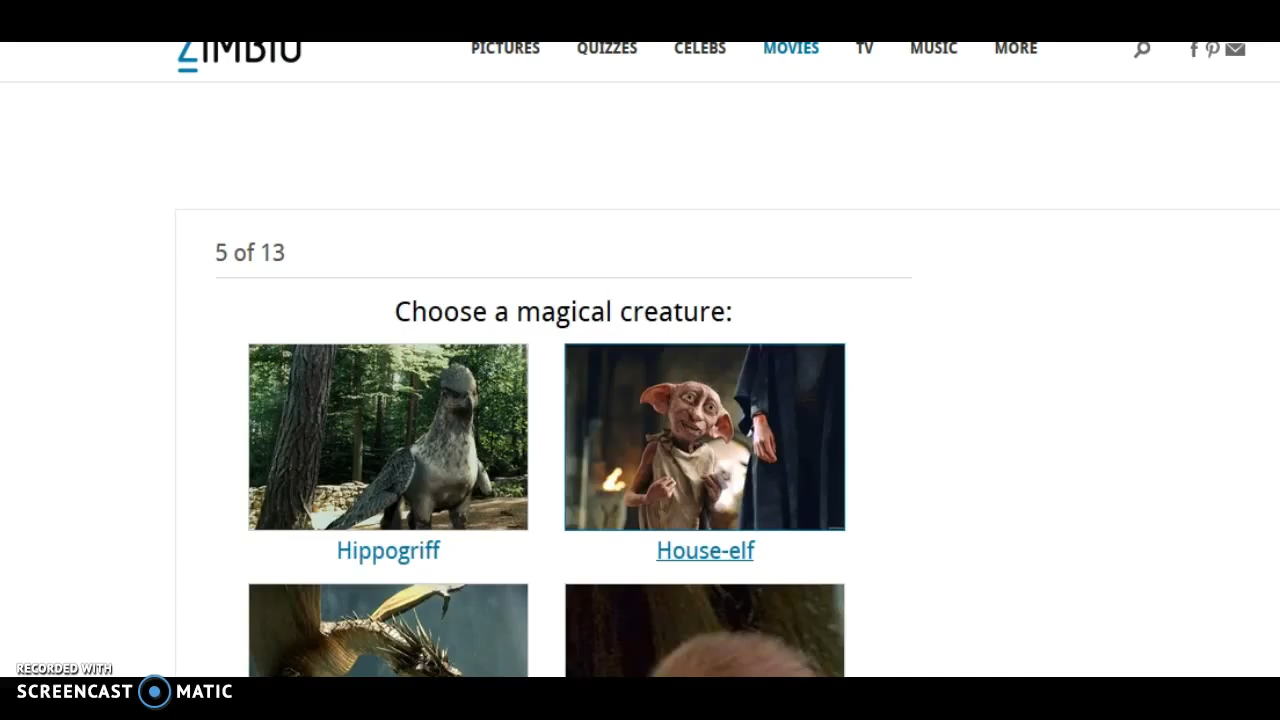 ZIMBIO
PICTURES QUIZZES CELEBS MOVIES TV MUSIC MORE
5 of 13
Choose a magical creature:
Hippogriff House-elf
RECORDED WITH
SCREENCAST MATIC